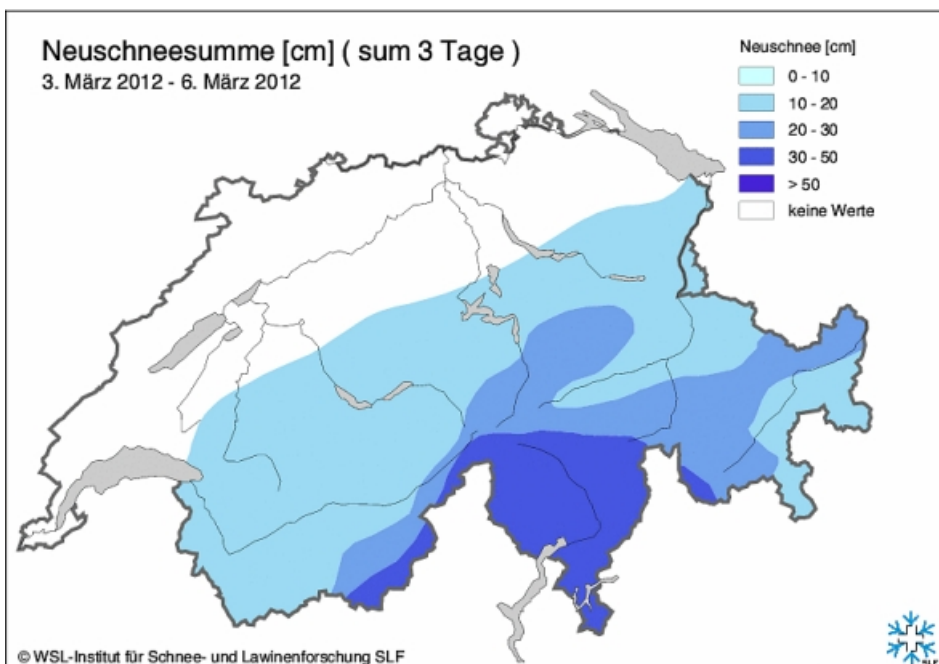 Neuschneesumme [cm] ( sum 3 Tage )
3. März 2012 - 6. März 2012
Neuschnee [cm]
0 - 10
10 - 20
20 - 30
30 - 50
> 50
keine Werte
© WSL-Institut für Schnee- und Lawinenforschung SLF
SLF